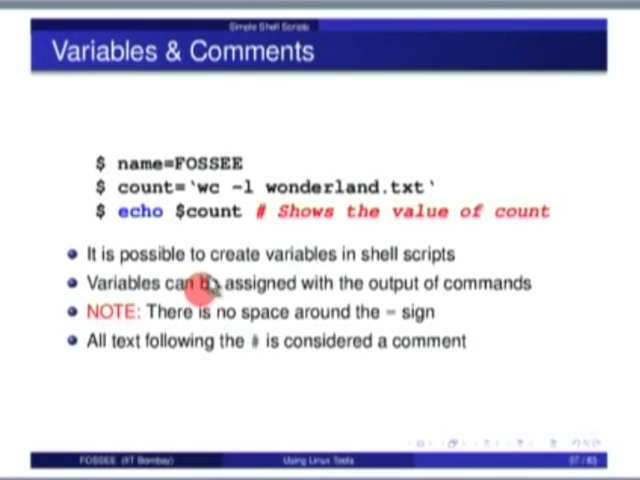 Simple Shell Scripts
Variables & Comments
$ name=FOSSEE
$ count=`wc -l wonderland.txt`
$ echo $count # Shows the value of count
It is possible to create variables in shell scripts
Variables can be assigned with the output of commands
NOTE: There is no space around the = sign
All text following the # is considered a comment
FOSSEE (IIT Bombay) Using Linux Tools 57 / 83